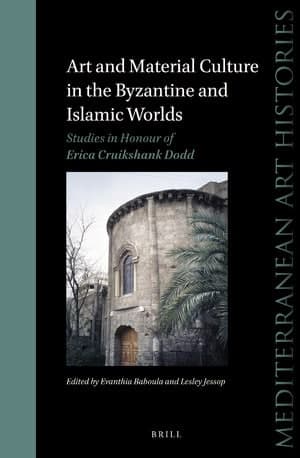 Art and Material Culture
in the Byzantine and
Islamic Worlds
Studies in Honour of
Erica Cruikshank Dodd
Edited by Evanthia Baboula and Lesley Jessop
BRILL
MEDITERRANEAN ART HISTORIES